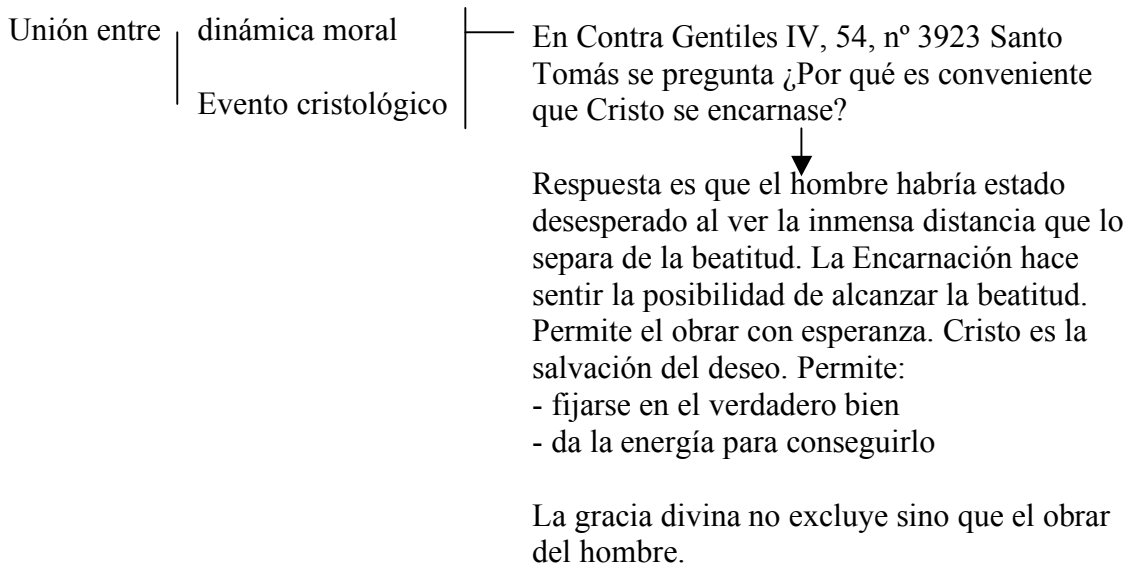 Unión entre
dinámica moral
Evento cristológico
En Contra Gentiles IV, 54, nº 3923 Santo
Tomás se pregunta ¿Por qué es conveniente
que Cristo se encarnase?
Respuesta es que el hombre habría estado
desesperado al ver la inmensa distancia que lo
separa de la beatitud. La Encarnación hace
sentir la posibilidad de alcanzar la beatitud.
Permite el obrar con esperanza. Cristo es la
salvación del deseo. Permite:
- fijarse en el verdadero bien
- da la energía para conseguirlo
La gracia divina no excluye sino que el obrar
del hombre.